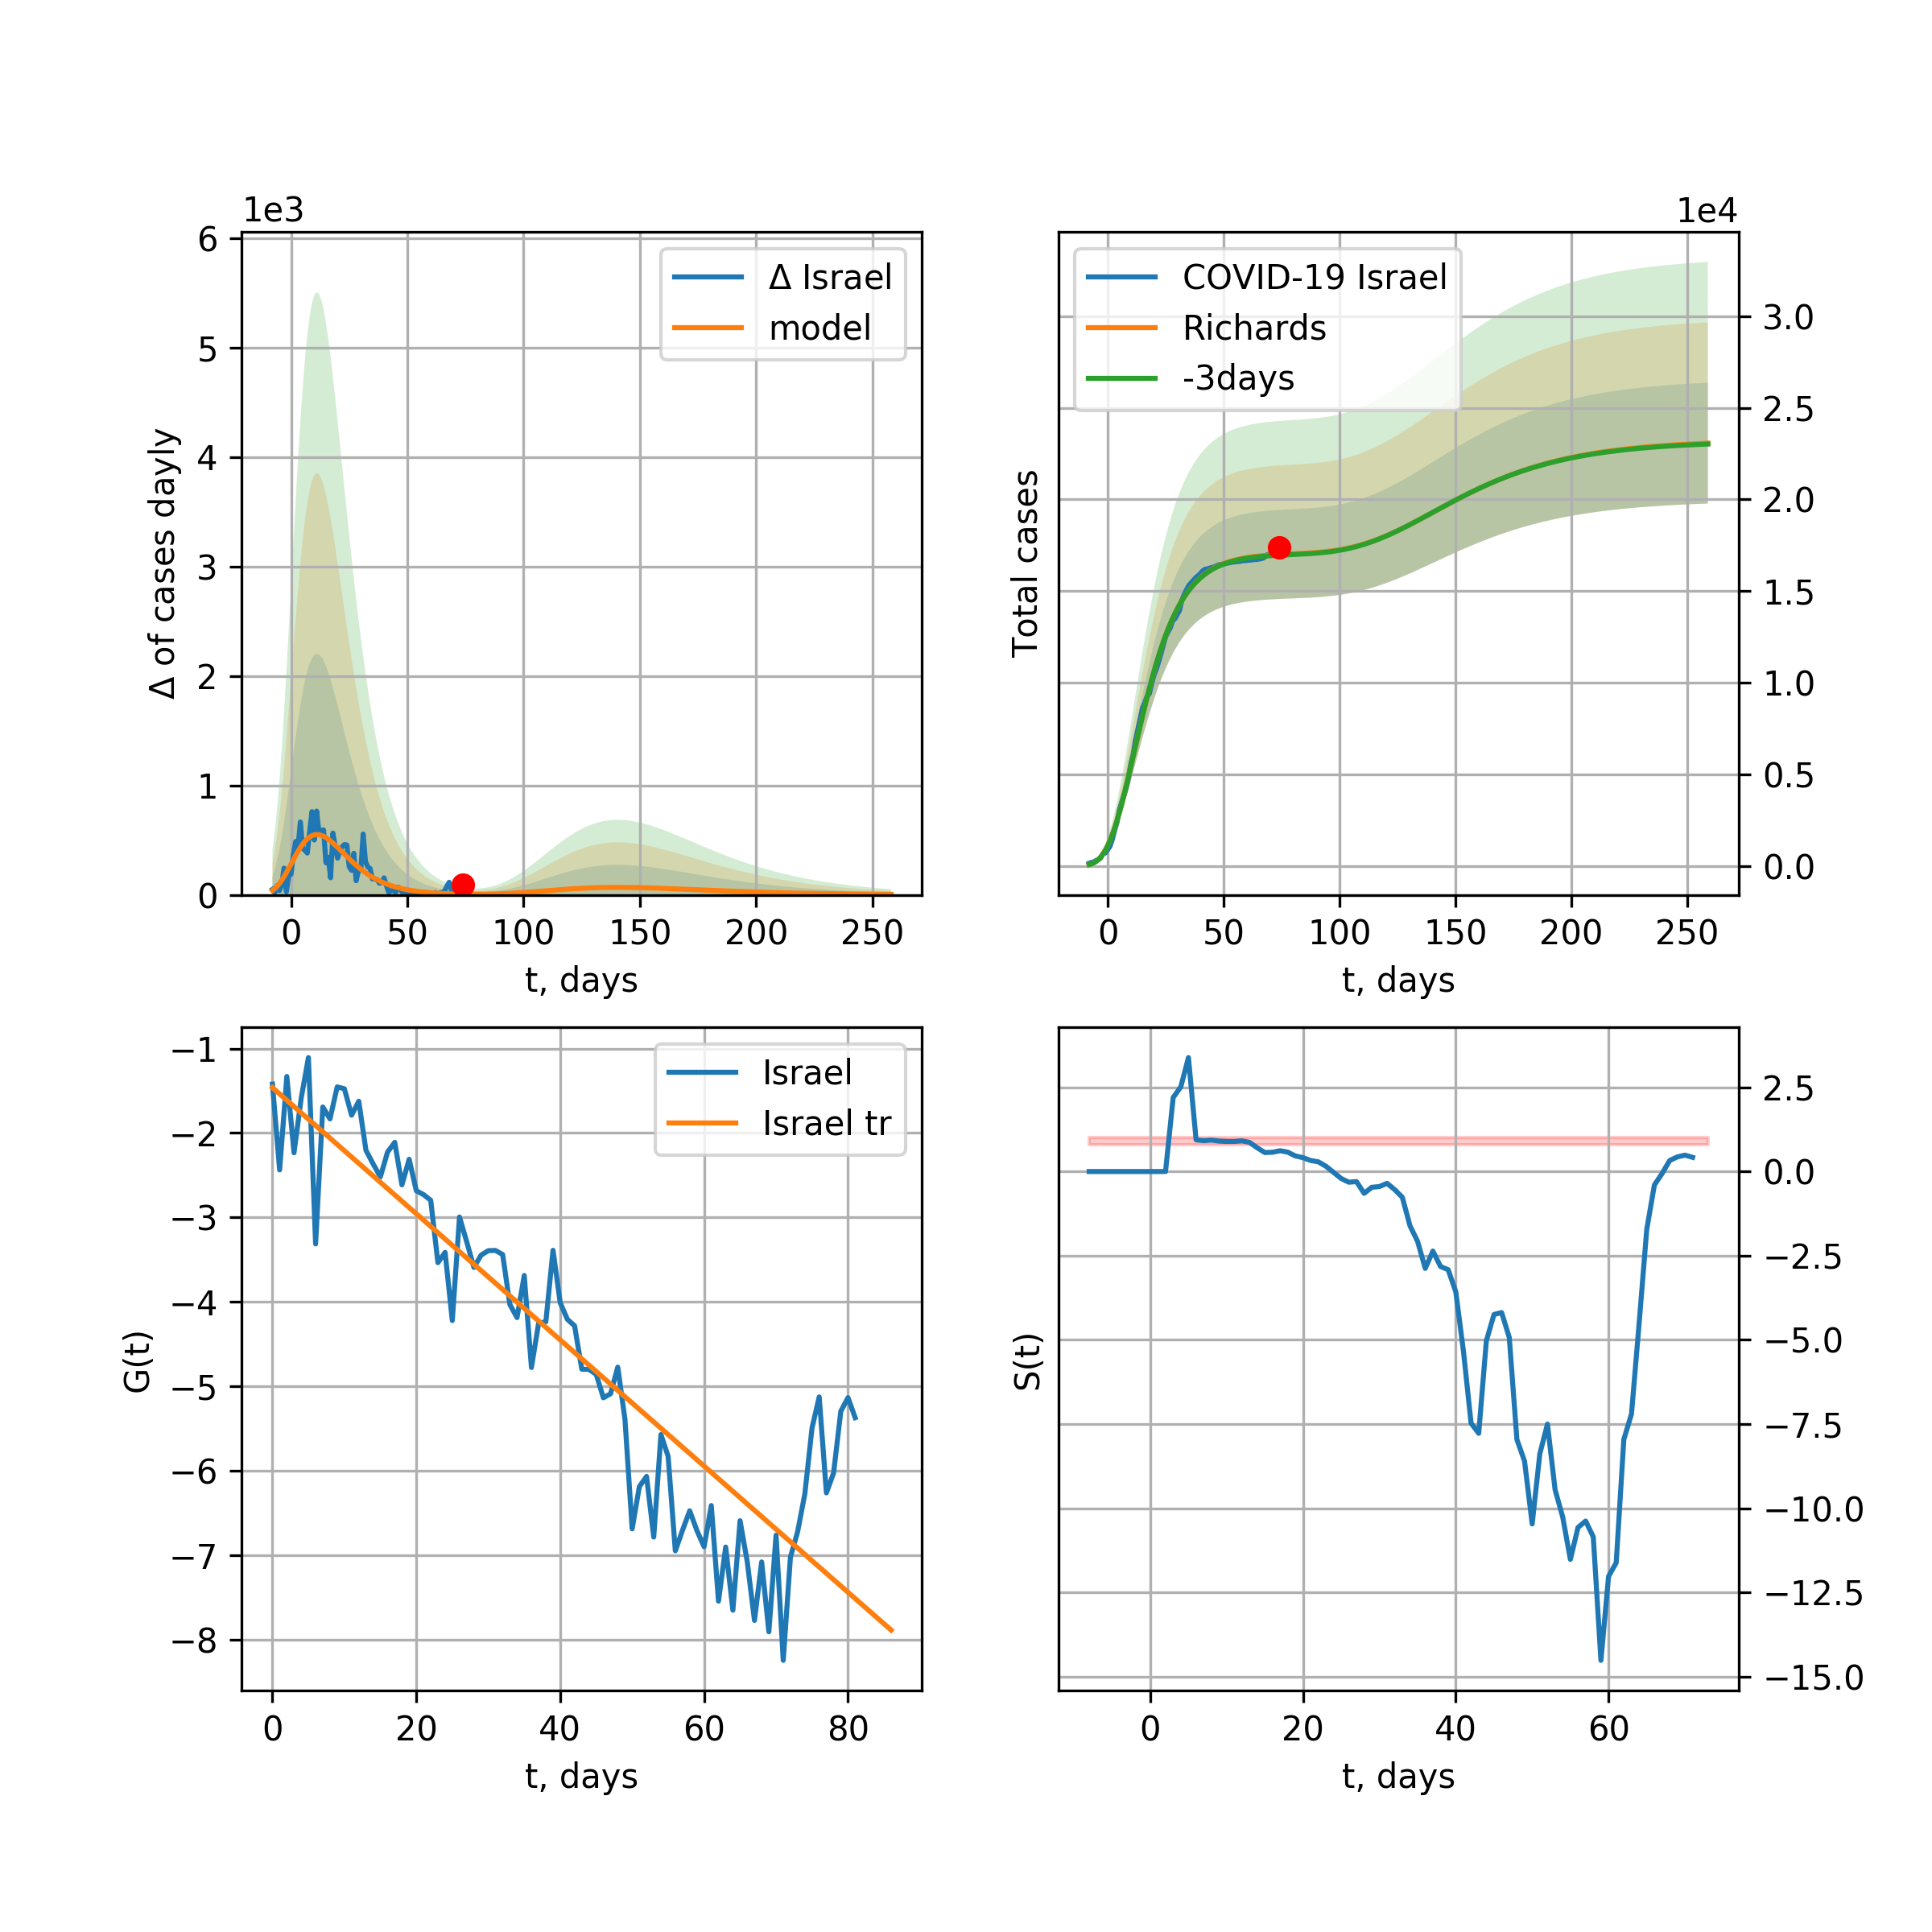 1e3
6
5
4
3
2
1
0
Δ of cases dayly
Δ Israel
model
0 50 100 150 200 250
t, days
1e4
COVID-19 Israel
Richards
-3days
Total cases
3.0
2.5
2.0
1.5
1.0
0.5
0.0
0 50 100 150 200 250
t, days
−1
−2
−3
−4
−5
−6
−7
−8
G(t)
Israel
Israel tr
0 20 40 60 80
t, days
S(t)
2.5
0.0
−2.5
−5.0
−7.5
−10.0
−12.5
−15.0
0 20 40 60
t, days